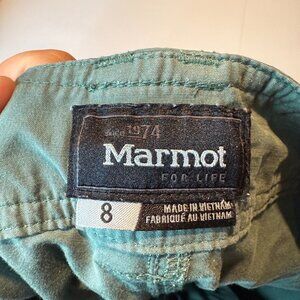 SINCE 1974
Marmot
FOR LIFE
8
MADE IN VIETNAM
FABRIQUÉ AU VIETNAM